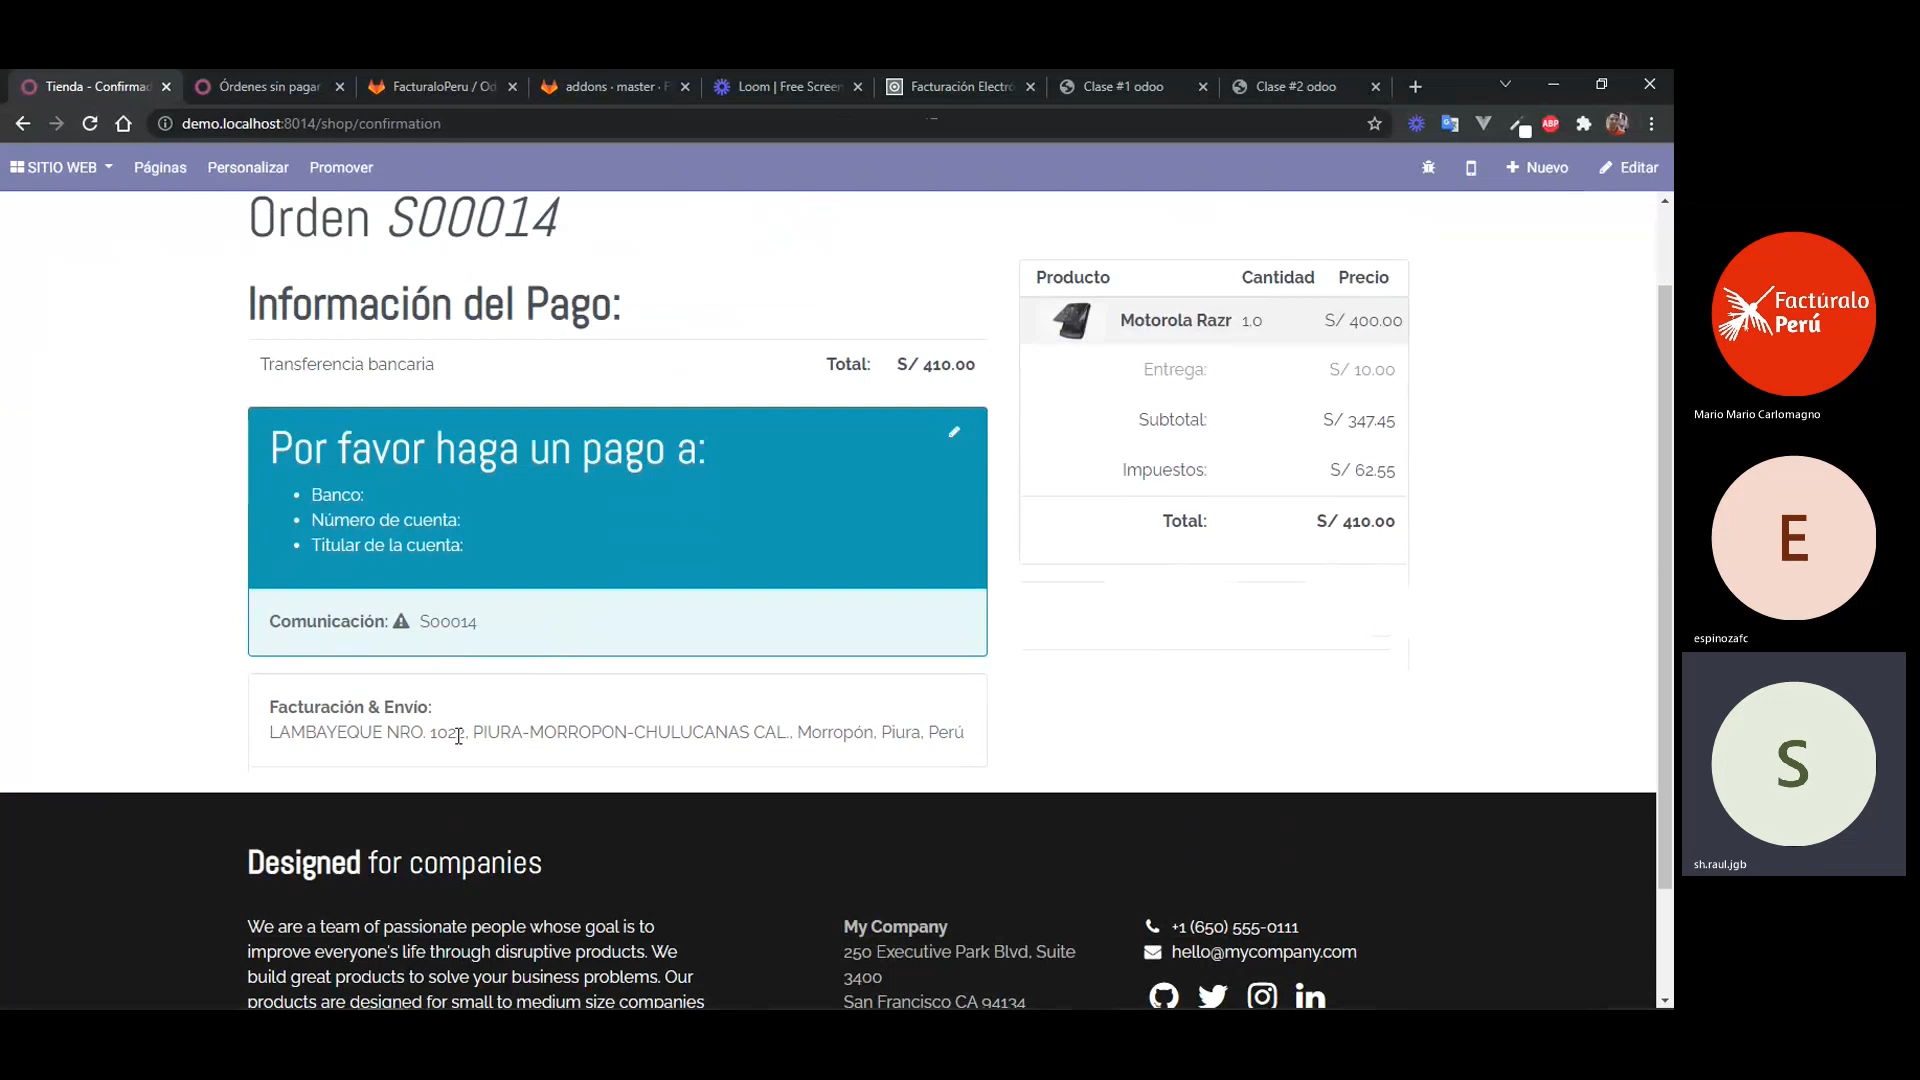 Tienda - Confirmac
Órdenes sin pagar
FacturaloPeru / Od
addons · master · F
Loom | Free Screen
Facturación Electró
Clase #1 odoo
Clase #2 odoo
demo.localhost:8014/shop/confirmation
ABP
SITIO WEB
Páginas
Personalizar
Promover
Nuevo
Editar
Orden S00014
Información del Pago:
Transferencia bancaria
Total: S/ 410.00
Por favor haga un pago a:
Banco:
Número de cuenta:
Titular de la cuenta:
Comunicación: S00014
Facturación & Envío:
LAMBAYEQUE NRO. 1022, PIURA-MORROPON-CHULUCANAS CAL., Morropón, Piura, Perú
Producto Cantidad Precio
Motorola Razr 1.0 S/ 400.00
Entrega: S/ 10.00
Subtotal: S/ 347.45
Impuestos: S/ 62.55
Total: S/ 410.00
Designed for companies
We are a team of passionate people whose goal is to
improve everyone's life through disruptive products. We
build great products to solve your business problems. Our
products are designed for small to medium size companies
My Company
250 Executive Park Blvd, Suite
3400
San Francisco CA 94134
+1 (650) 555-0111
hello@mycompany.com
Factúralo
Perú
Mario Mario Carlomagno
E
espinozafc
S
sh.raul.jgb